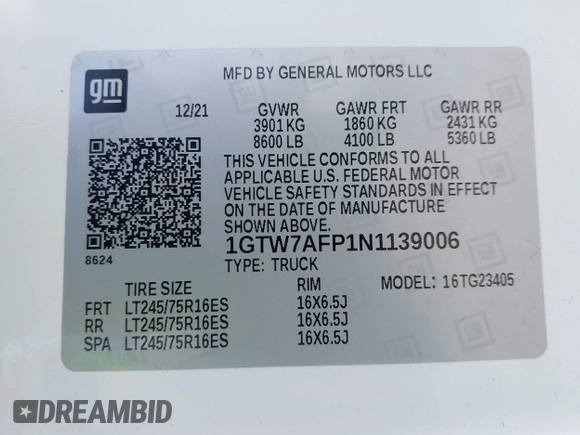 gm
MFD BY GENERAL MOTORS LLC
12/21 GVWR GAWR FRT GAWR RR
3901 KG 1860 KG 2431 KG
8600 LB 4100 LB 5360 LB
THIS VEHICLE CONFORMS TO ALL
APPLICABLE U.S. FEDERAL MOTOR
VEHICLE SAFETY STANDARDS IN EFFECT
ON THE DATE OF MANUFACTURE
SHOWN ABOVE.
8624 1GTW7AFP1N1139006
TYPE: TRUCK MODEL: 16TG23405
TIRE SIZE RIM
FRT LT245/75R16ES 16X6.5J
RR LT245/75R16ES 16X6.5J
SPA LT245/75R16ES 16X6.5J
DREAMBID